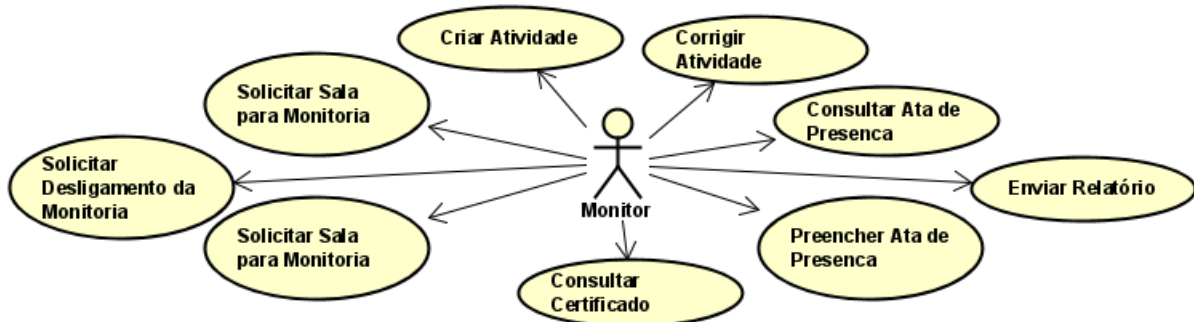 Criar Atividade
Corrigir
Atividade
Solicitar Sala
para Monitoria
Consultar Ata de
Presenca
Solicitar
Desligamento da
Monitoria
Monitor
Enviar Relatório
Solicitar Sala
para Monitoria
Preencher Ata de
Presenca
Consultar
Certificado